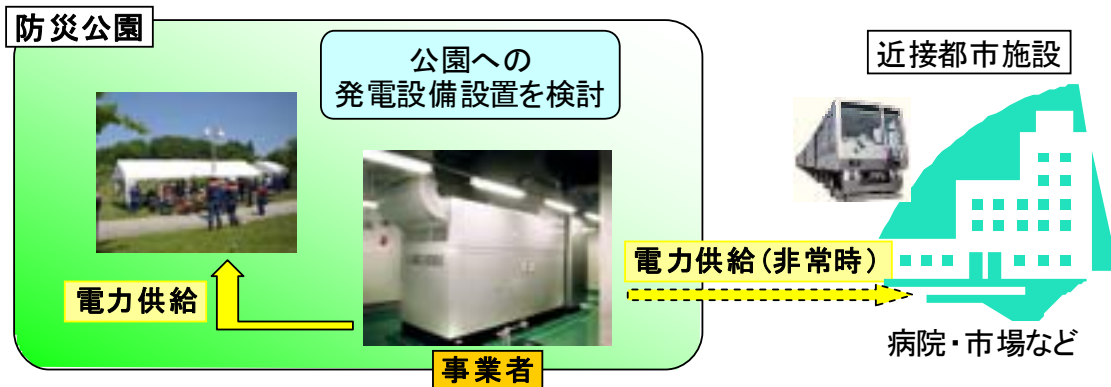 防災公園
公園への
発電設備設置を検討
近接都市施設
電力供給(非常時)
電力供給
病院・市場など
事業者